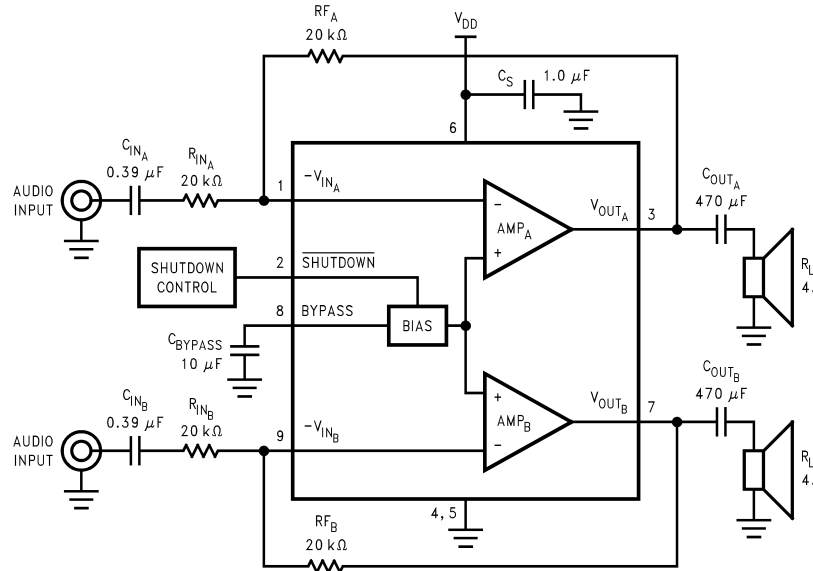 RF_A
20 kΩ
V_DD
C_S 1.0 µF
6
C_IN_A
0.39 µF
R_IN_A
20 kΩ
AUDIO
INPUT
1
-V_IN_A
-
AMP_A
+
V_OUT_A
3
C_OUT_A
470 µF
R_L
4.
SHUTDOWN
CONTROL
2
SHUTDOWN
8
BYPASS
BIAS
C_BYPASS
10 µF
C_IN_B
0.39 µF
R_IN_B
20 kΩ
AUDIO
INPUT
9
-V_IN_B
+
AMP_B
-
V_OUT_B
7
C_OUT_B
470 µF
R_L
4.
4, 5
RF_B
20 kΩ